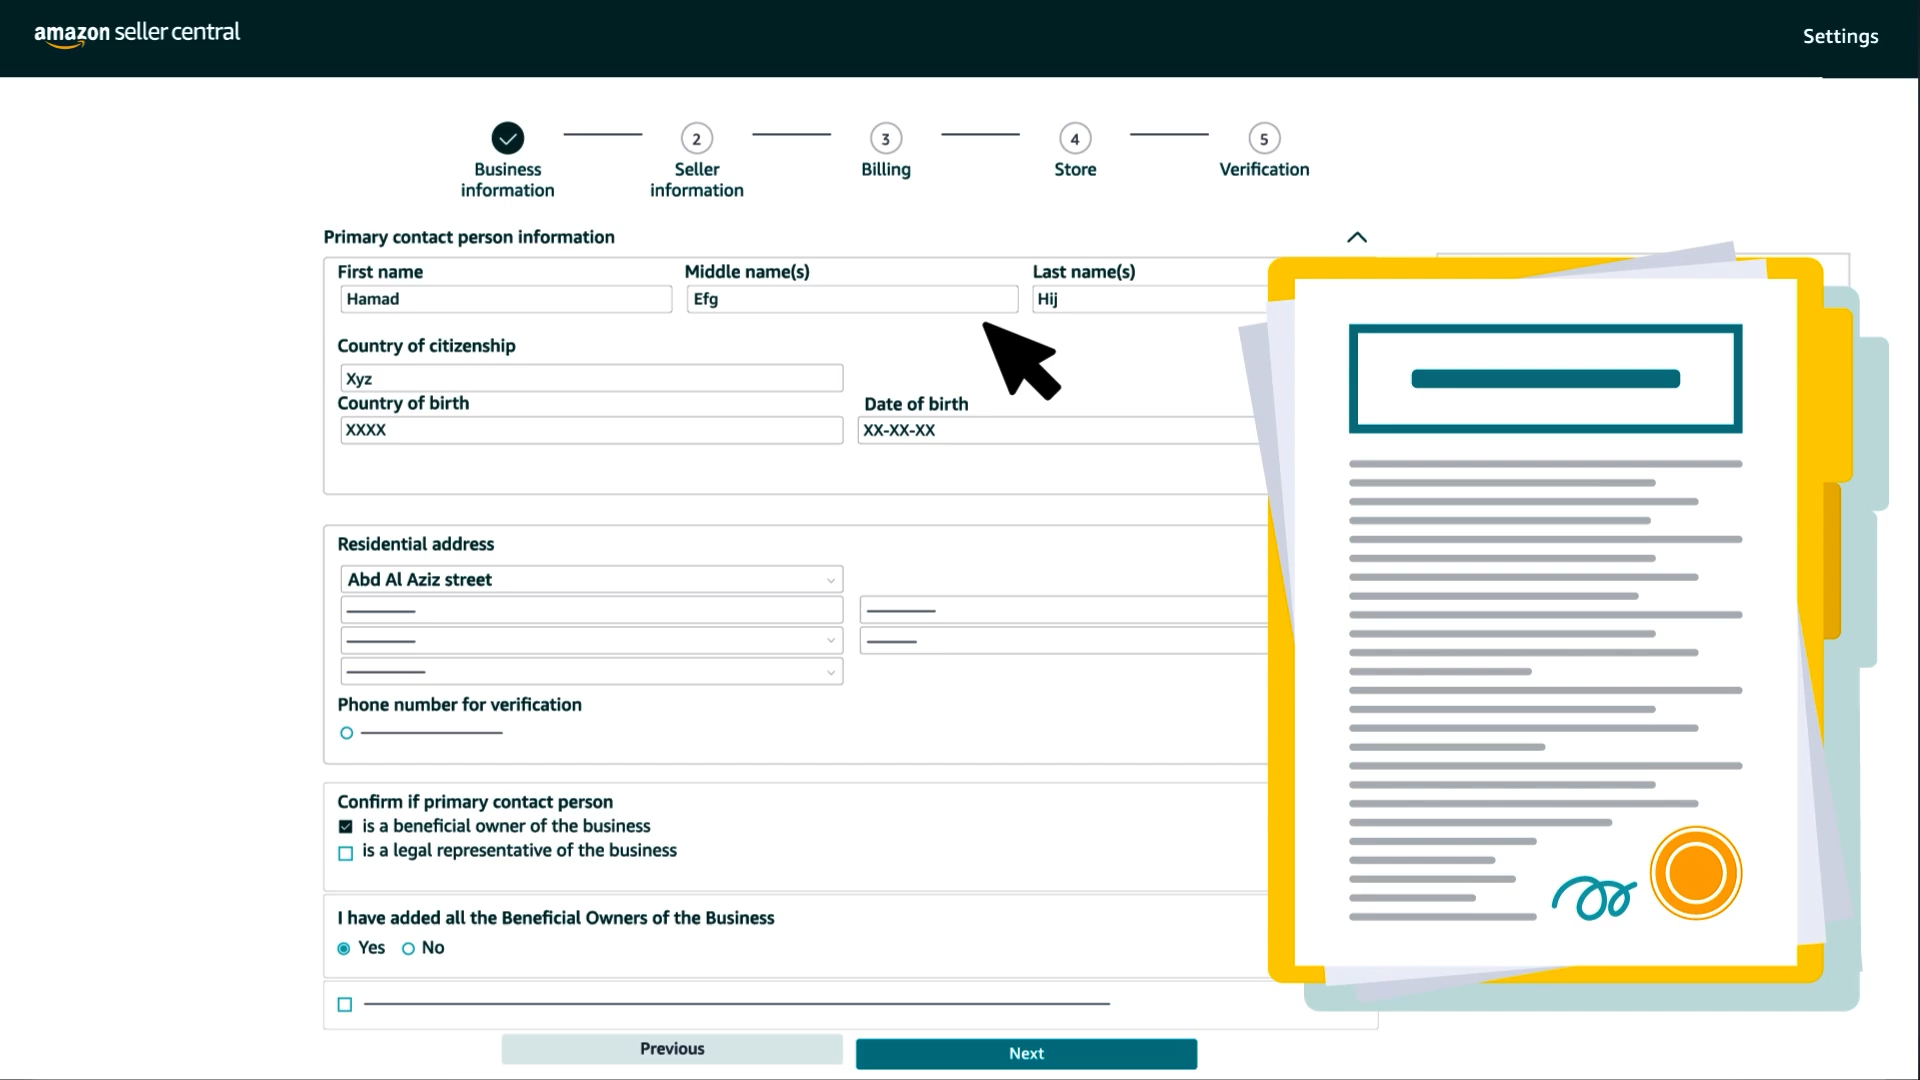 amazon seller central
Settings
2
3
4
5
Business
information
Seller
information
Billing
Store
Verification
Primary contact person information
First name
Middle name(s)
Last name(s)
Hamad
Efg
Hij
Country of citizenship
Xyz
Country of birth
Date of birth
XXXX
XX-XX-XX
Residential address
Abd Al Aziz street
Phone number for verification
Confirm if primary contact person
is a beneficial owner of the business
is a legal representative of the business
I have added all the Beneficial Owners of the Business
Yes
No
Previous
Next